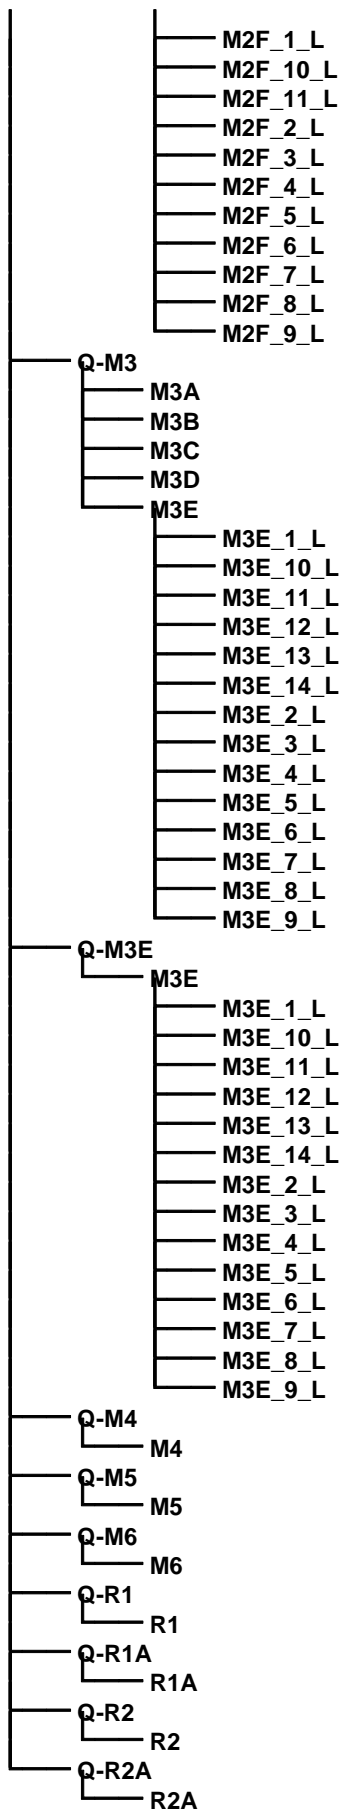 M2F_1_L
M2F_10_L
M2F_11_L
M2F_2_L
M2F_3_L
M2F_4_L
M2F_5_L
M2F_6_L
M2F_7_L
M2F_8_L
M2F_9_L
Q-M3
M3A
M3B
M3C
M3D
M3E
M3E_1_L
M3E_10_L
M3E_11_L
M3E_12_L
M3E_13_L
M3E_14_L
M3E_2_L
M3E_3_L
M3E_4_L
M3E_5_L
M3E_6_L
M3E_7_L
M3E_8_L
M3E_9_L
Q-M3E
M3E
M3E_1_L
M3E_10_L
M3E_11_L
M3E_12_L
M3E_13_L
M3E_14_L
M3E_2_L
M3E_3_L
M3E_4_L
M3E_5_L
M3E_6_L
M3E_7_L
M3E_8_L
M3E_9_L
Q-M4
M4
Q-M5
M5
Q-M6
M6
Q-R1
R1
Q-R1A
R1A
Q-R2
R2
Q-R2A
R2A